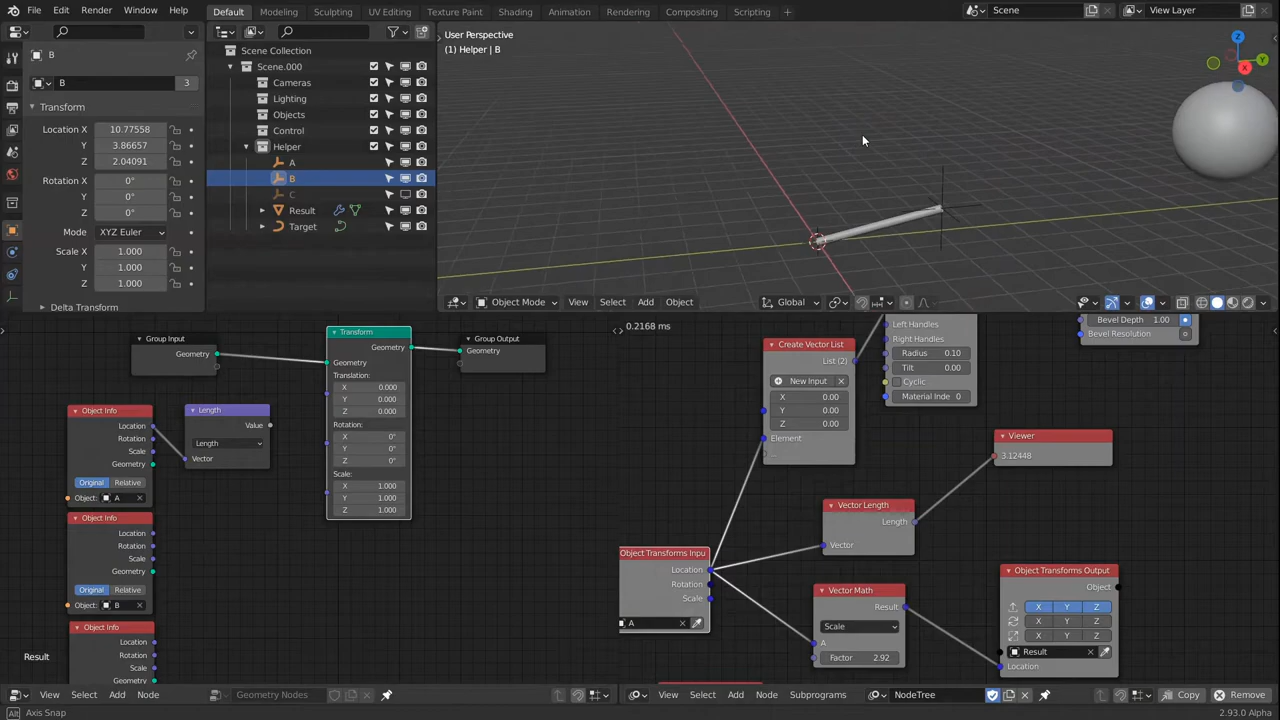 File Edit Render Window Help Default Modeling Sculpting UV Editing Texture Paint Shading Animation Rendering Compositing Scripting Scene View Layer
B
B 3
Transform
Location X 10.77558
Y 3.86657
Z 2.04091
Rotation X 0°
Y 0°
Z 0°
Mode XYZ Euler
Scale X 1.000
Y 1.000
Z 1.000
Delta Transform
Scene Collection
Scene.000
Cameras
Lighting
Objects
Control
Helper
A
B
C
Result
Target
User Perspective
(1) Helper | B
X
Y
Z
Object Mode View Select Add Object Global
Group Input
Geometry
Transform
Geometry
Geometry
Translation:
X 0.000
Y 0.000
Z 0.000
Rotation:
X 0°
Y 0°
Z 0°
Scale:
X 1.000
Y 1.000
Z 1.000
Group Output
Geometry
Object Info
Location
Rotation
Scale
Geometry
Original Relative
Object: A
Length
Value
Length
Vector
Object Info
Location
Rotation
Scale
Geometry
Original Relative
Object: B
Object Info
Location
Rotation
Scale
Geometry
Result
0.2168 ms
Create Vector List
List (2)
New Input
X 0.00
Y 0.00
Z 0.00
Element
...
Left Handles
Right Handles
Radius 0.10
Tilt 0.00
Cyclic
Material Inde 0
Bevel Depth 1.00
Bevel Resolution
Viewer
3.12448
Vector Length
Length
Vector
Object Transforms Inpu
Location
Rotation
Scale
A
Vector Math
Result
Scale
A
Factor 2.92
Object Transforms Output
Object
X Y Z
X Y Z
X Y Z
Result
Location
View Select Add Node Geometry Nodes
View Select Add Node Subprograms NodeTree Copy Remove
Alt Axis Snap 2.93.0 Alpha